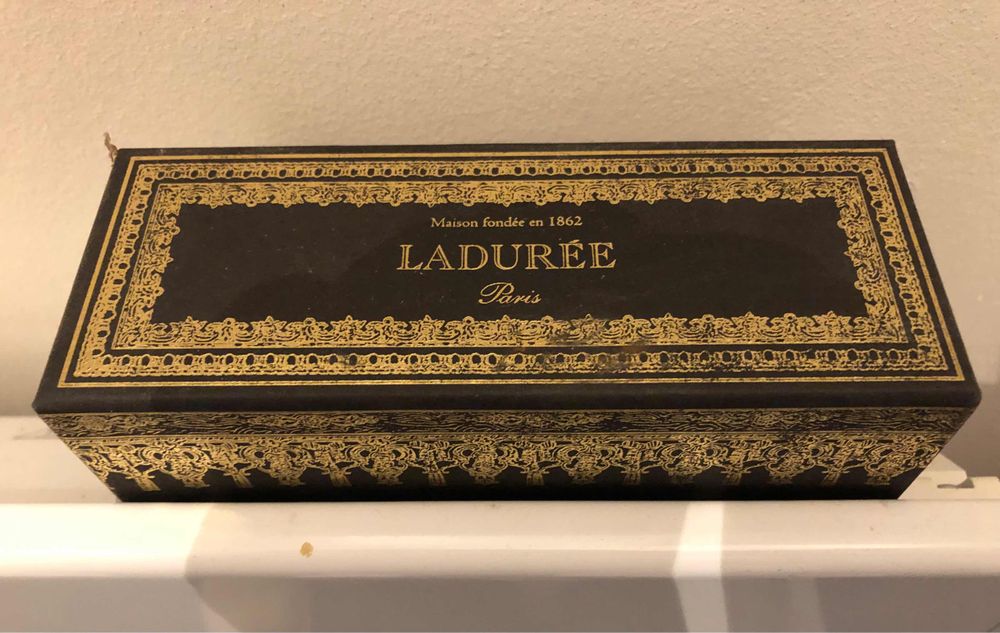 Maison fondée en 1862
LADURÉE
Paris